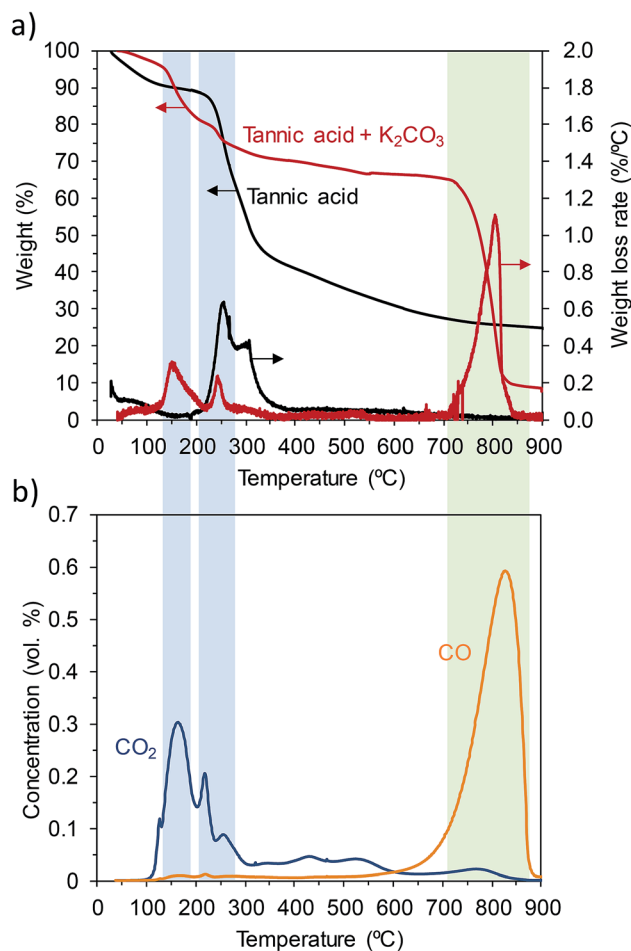 a)
100
90
80
70
60
50
40
30
20
10
0
Weight (%)
2.0
1.8
1.6
1.4
1.2
1.0
0.8
0.6
0.4
0.2
0.0
Weight loss rate (%/ºC)
Tannic acid + K₂CO₃
Tannic acid
0 100 200 300 400 500 600 700 800 900
Temperature (ºC)
b)
0.7
0.6
0.5
0.4
0.3
0.2
0.1
0
Concentration (vol. %)
CO
CO₂
0 100 200 300 400 500 600 700 800 900
Temperature (ºC)